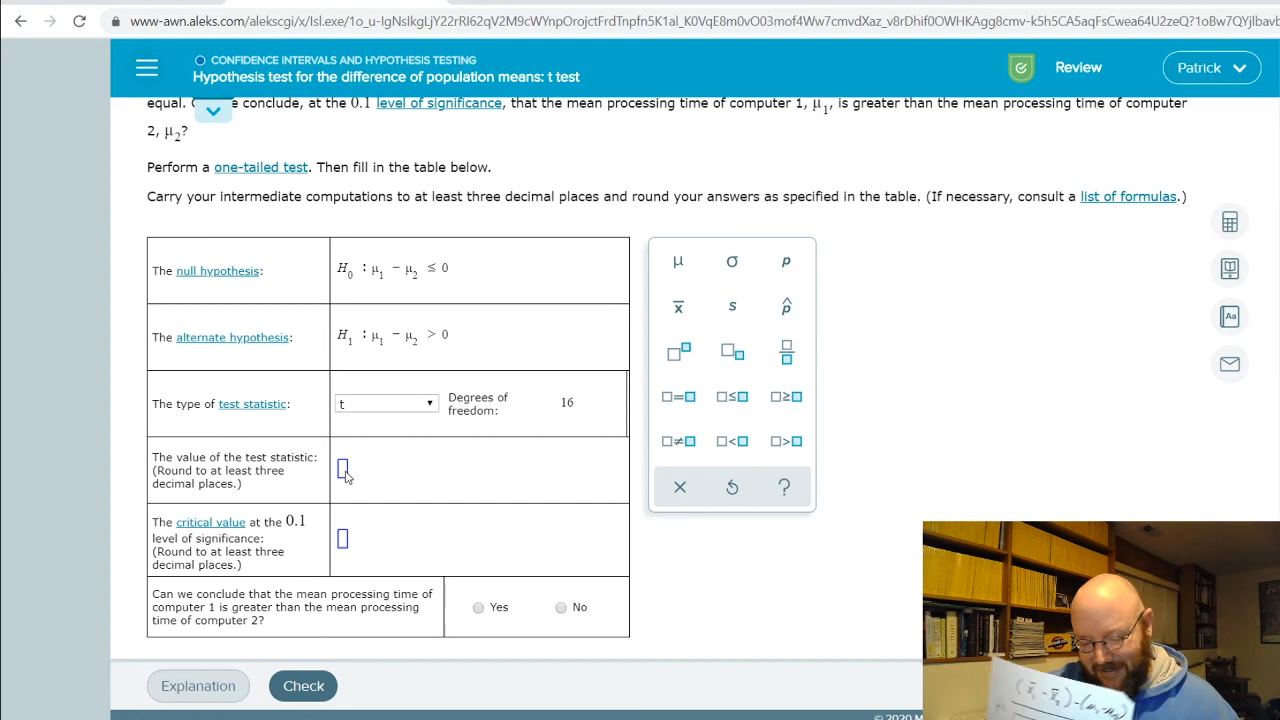 www-awn.aleks.com/alekscgi/x/Isl.exe/1o_u-IgNsIkgLjY22rRI62qV2M9cWYnpOrojctFrdTnpfn5K1al_K0VqE8m0vO03mof4Ww7cmvdXaz_v8rDhif0OWHKAgg8cmv-k5h5CA5aqFsCwea64U2zeQ?1oBw7QYjlbavb
CONFIDENCE INTERVALS AND HYPOTHESIS TESTING
Hypothesis test for the difference of population means: t test
Review
Patrick
equal. C e conclude, at the 0.1 level of significance, that the mean processing time of computer 1, μ₁, is greater than the mean processing time of computer
2, μ₂?
Perform a one-tailed test. Then fill in the table below.
Carry your intermediate computations to at least three decimal places and round your answers as specified in the table. (If necessary, consult a list of formulas.)
The null hypothesis:
H₀ : μ₁ − μ₂ ≤ 0
The alternate hypothesis:
H₁ : μ₁ − μ₂ > 0
The type of test statistic:
t
Degrees of
freedom:
16
The value of the test statistic:
(Round to at least three
decimal places.)
The critical value at the 0.1
level of significance:
(Round to at least three
decimal places.)
Can we conclude that the mean processing time of
computer 1 is greater than the mean processing
time of computer 2?
Yes
No
μ σ p
x̄ s p̂
□□ □□ □/□
□=□ □≤□ □≥□
□≠□ □<□ □>□
× ↺ ?
Aa
Explanation
Check
© 2020 M
(x̄₁ - x̄₂) - (μ₁-μ₂)